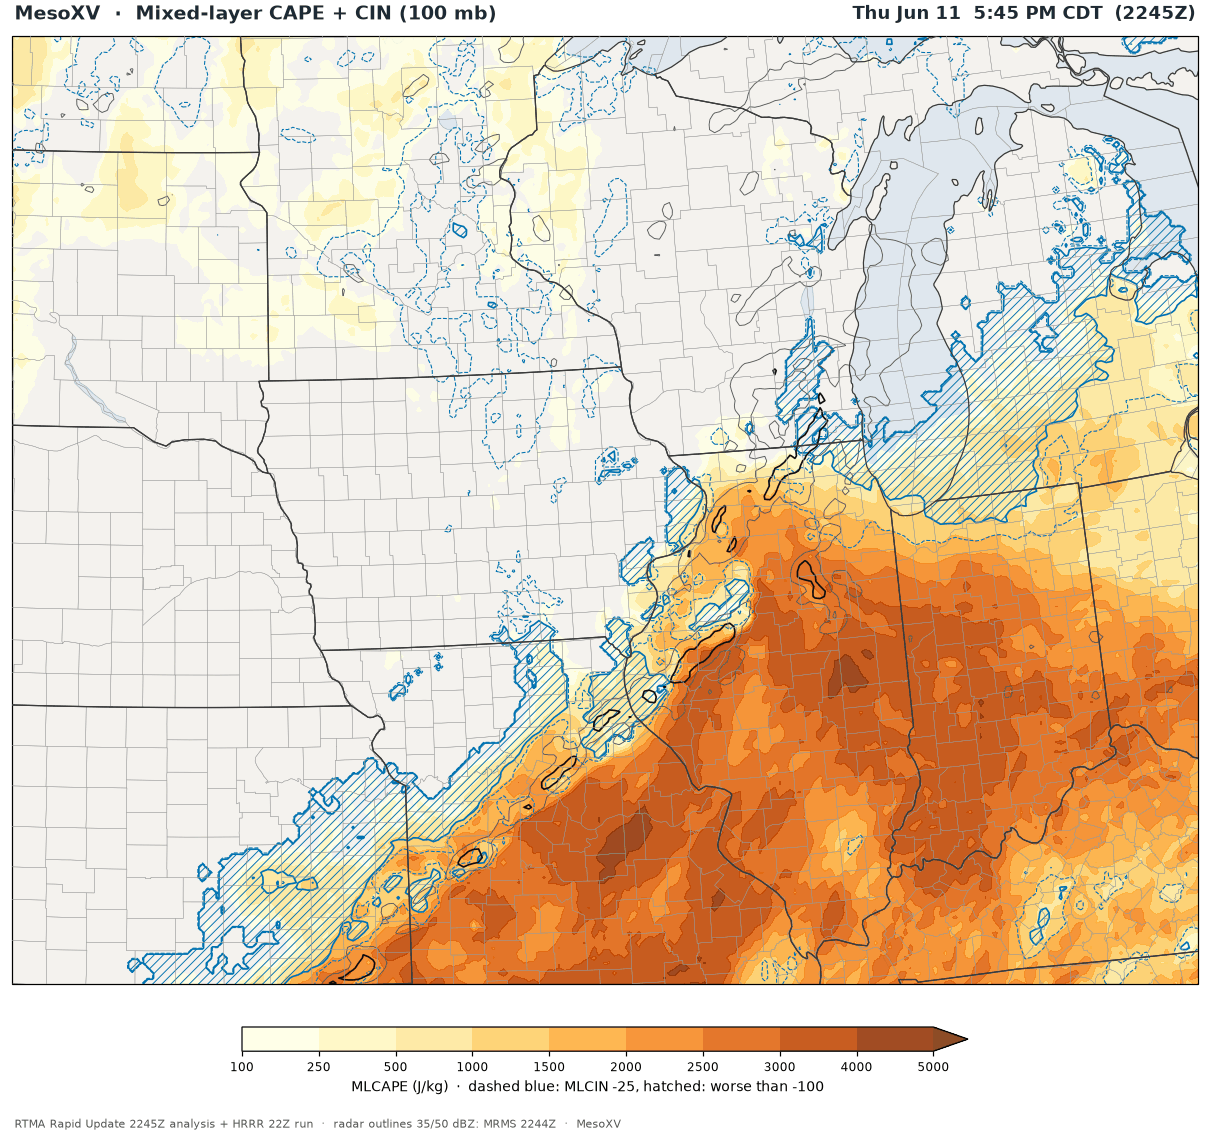 MesoXV · Mixed-layer CAPE + CIN (100 mb)
Thu Jun 11 5:45 PM CDT (2245Z)
100 250 500 1000 1500 2000 2500 3000 4000 5000
MLCAPE (J/kg) · dashed blue: MLCIN -25, hatched: worse than -100
RTMA Rapid Update 2245Z analysis + HRRR 22Z run · radar outlines 35/50 dBZ: MRMS 2244Z · MesoXV